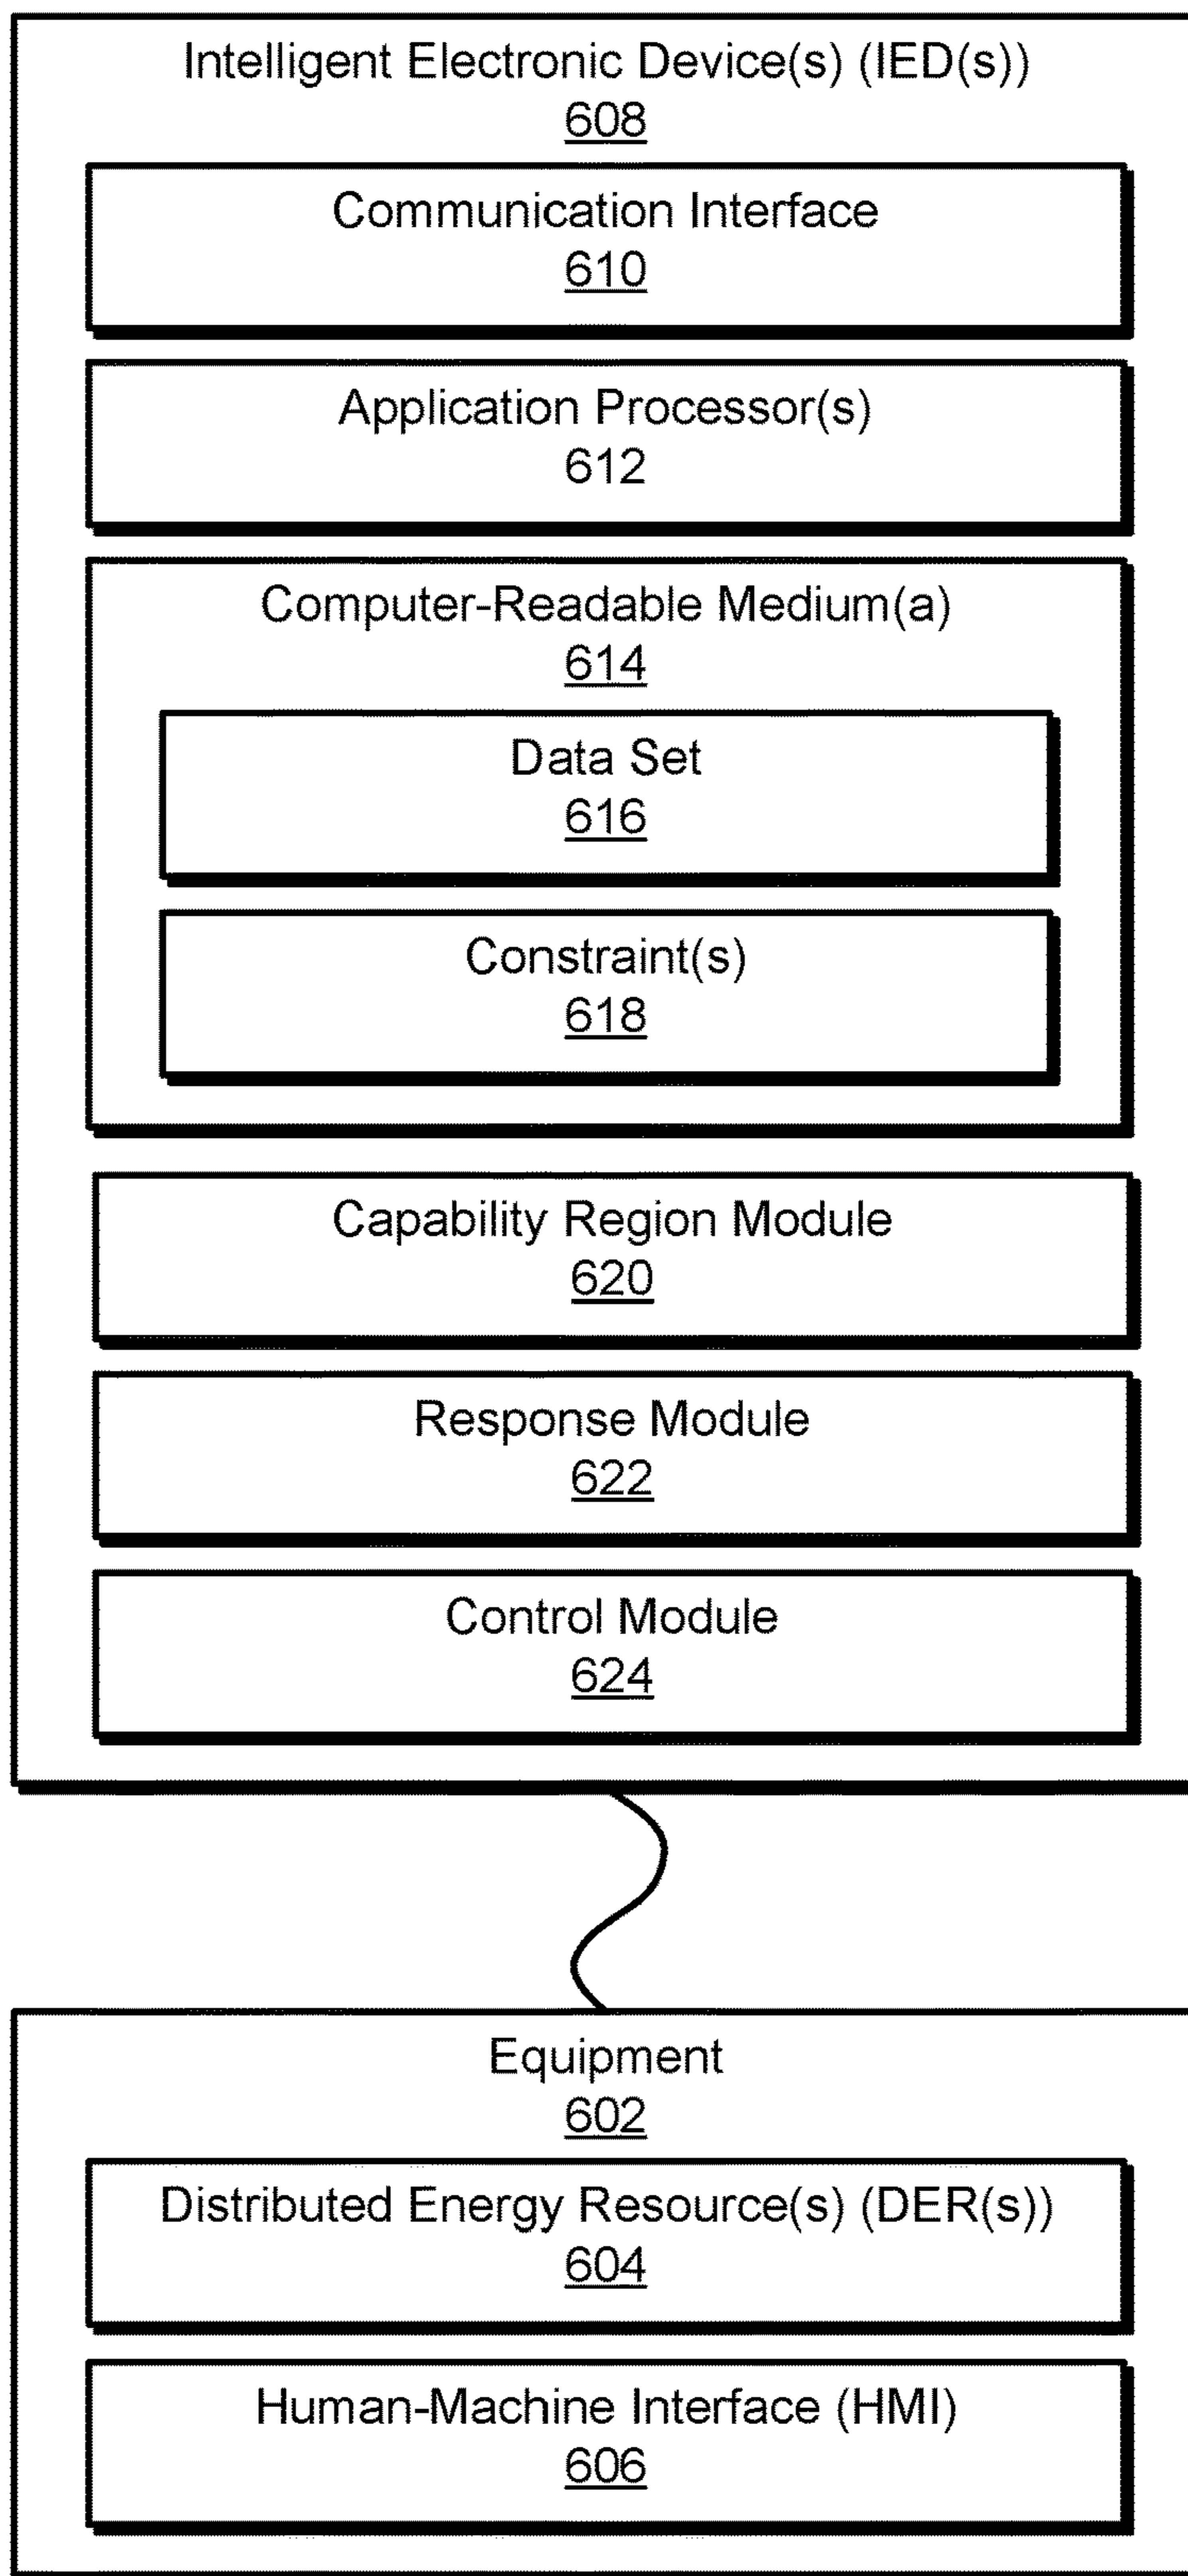 Intelligent Electronic Device(s) (IED(s))
608
Communication Interface
610
Application Processor(s)
612
Computer-Readable Medium(a)
614
Data Set
616
Constraint(s)
618
Capability Region Module
620
Response Module
622
Control Module
624
Equipment
602
Distributed Energy Resource(s) (DER(s))
604
Human-Machine Interface (HMI)
606